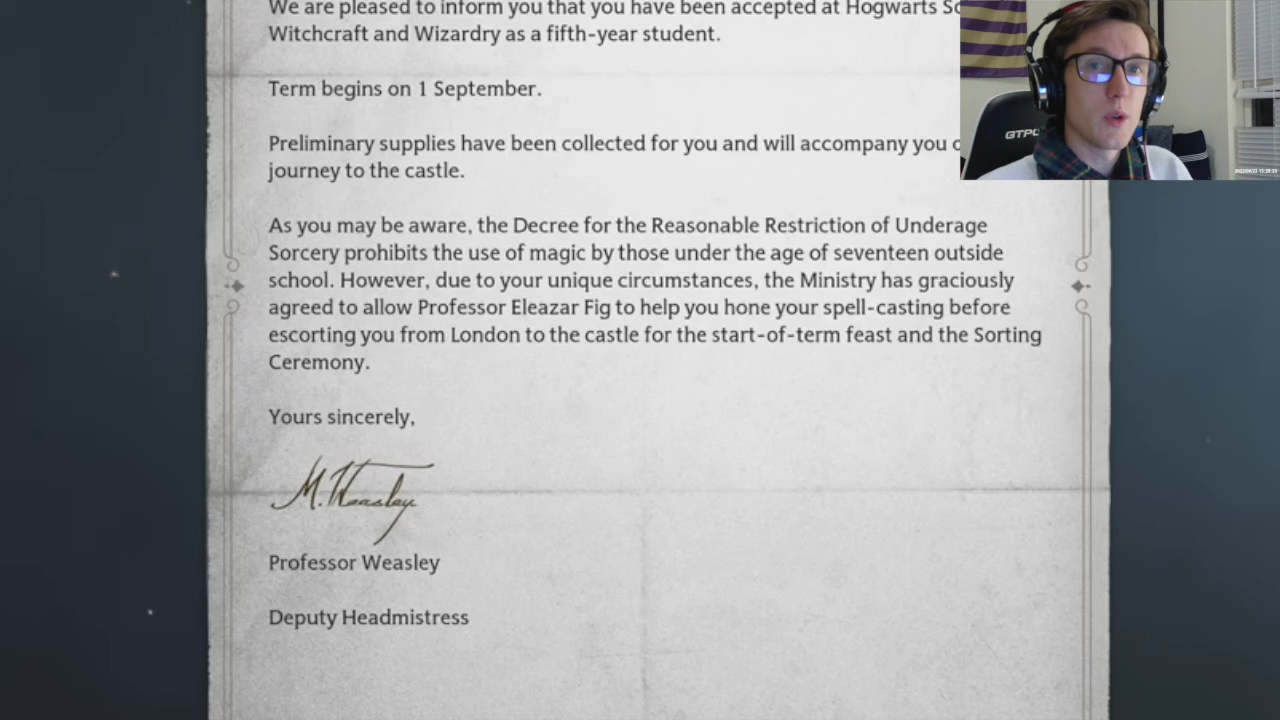 We are pleased to inform you that you have been accepted at Hogwarts
Witchcraft and Wizardry as a fifth-year student.
Term begins on 1 September.
Preliminary supplies have been collected for you and will accompany you
journey to the castle.
As you may be aware, the Decree for the Reasonable Restriction of Underage
Sorcery prohibits the use of magic by those under the age of seventeen outside
school. However, due to your unique circumstances, the Ministry has graciously
agreed to allow Professor Eleazar Fig to help you hone your spell-casting before
escorting you from London to the castle for the start-of-term feast and the Sorting
Ceremony.
Yours sincerely,
M. Weasley
Professor Weasley
Deputy Headmistress